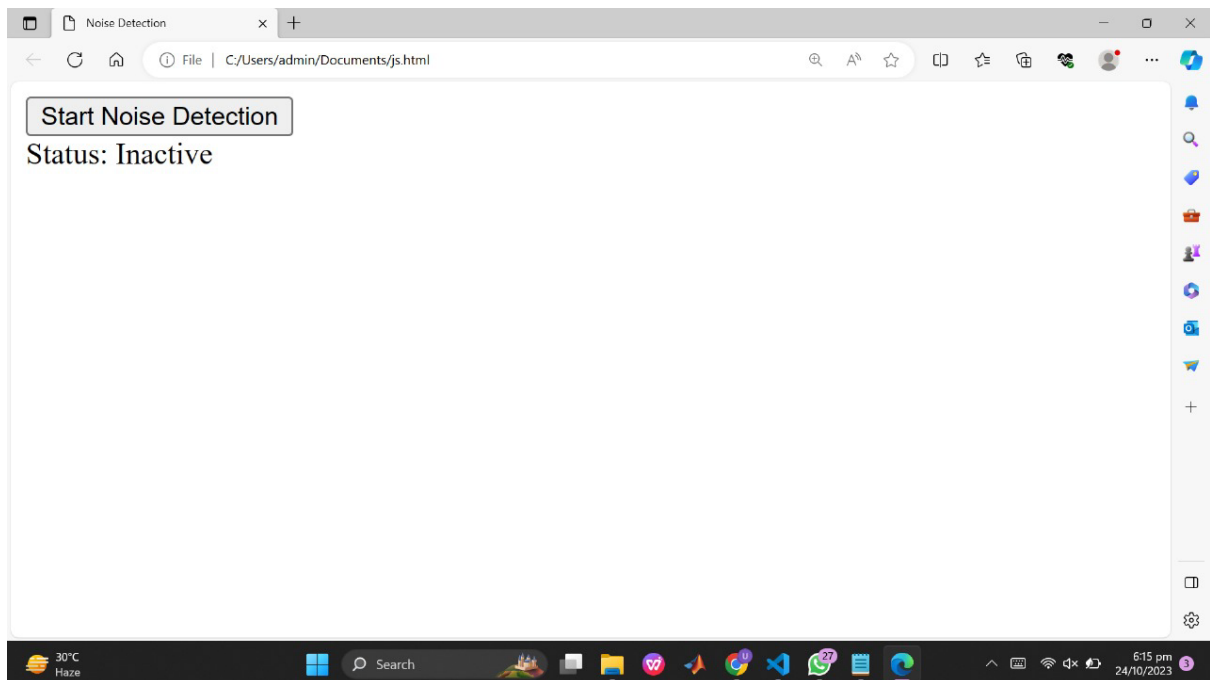 Noise Detection
File | C:/Users/admin/Documents/js.html
Start Noise Detection
Status: Inactive
30°C
Haze
Search
27
U
6:15 pm
24/10/2023
3